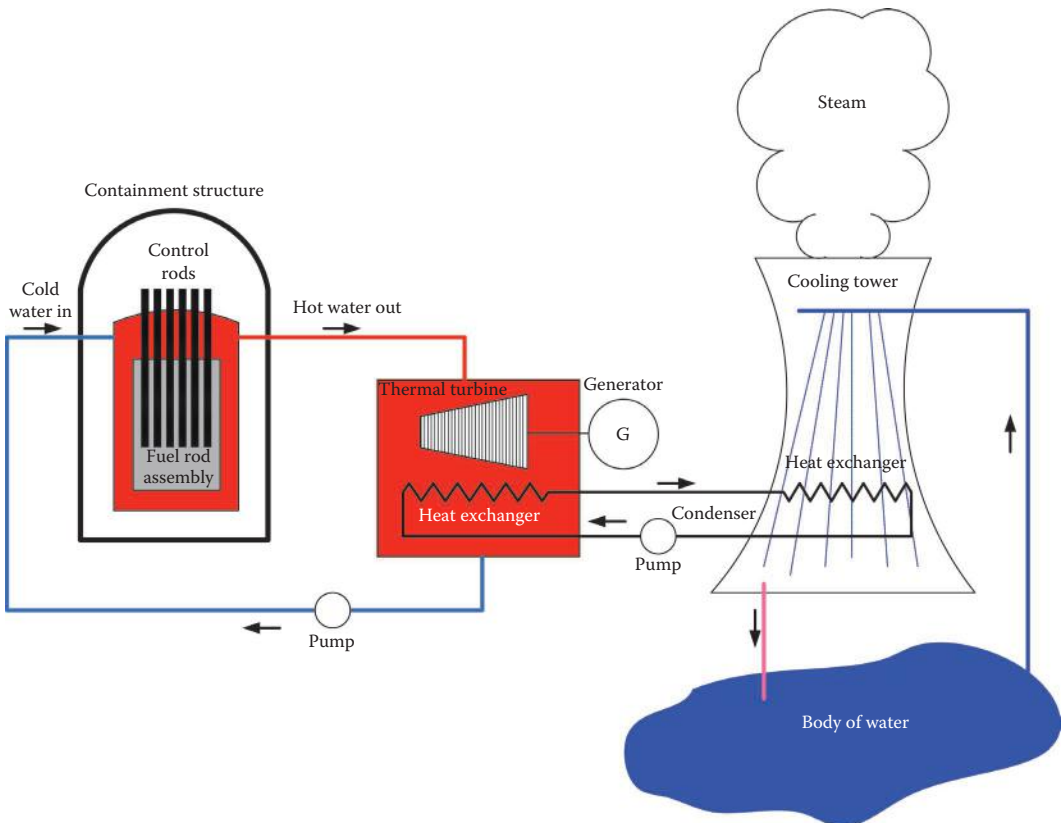 Steam
Containment structure
Control
rods
Cold
water in
Hot water out
Cooling tower
Thermal turbine
Generator
G
Fuel rod
assembly
Heat exchanger
Heat exchanger
Condenser
Pump
Pump
Body of water